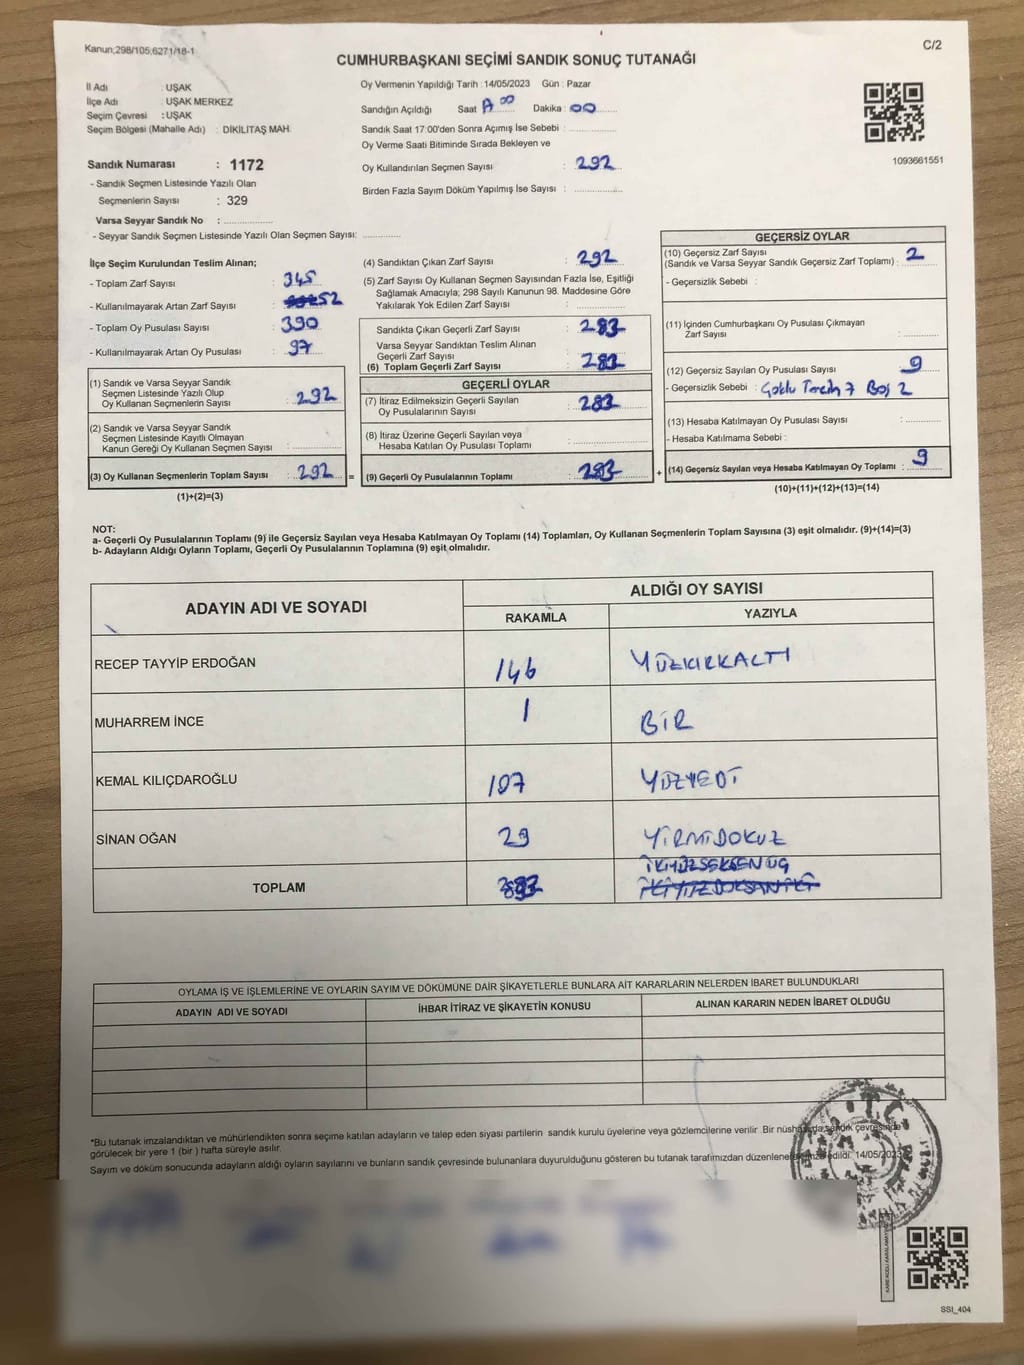 Kanun;298/105;6271/18-1
C/2
CUMHURBAŞKANI SEÇİMİ SANDIK SONUÇ TUTANAĞI
İl Adı : UŞAK
İlçe Adı : UŞAK MERKEZ
Seçim Çevresi : UŞAK
Seçim Bölgesi (Mahalle Adı) : DİKİLİTAŞ MAH.
Sandık Numarası : 1172
- Sandık Seçmen Listesinde Yazılı Olan
Seçmenlerin Sayısı : 329
Varsa Seyyar Sandık No :
- Seyyar Sandık Seçmen Listesinde Yazılı Olan Seçmen Sayısı:
Oy Vermenin Yapıldığı Tarih : 14/05/2023 Gün : Pazar
Sandığın Açıldığı Saat Dakika : 00
Sandık Saat 17:00'den Sonra Açımış İse Sebebi :
Oy Verme Saati Bitiminde Sırada Bekleyen ve
Oy Kullandırılan Seçmen Sayısı : 292
Birden Fazla Sayım Döküm Yapılmış İse Sayısı :
1093661551
İlçe Seçim Kurulundan Teslim Alınan;
- Toplam Zarf Sayısı : 345
- Kullanılmayarak Artan Zarf Sayısı : 52
- Toplam Oy Pusulası Sayısı : 390
- Kullanılmayarak Artan Oy Pusulası : 97
(1) Sandık ve Varsa Seyyar Sandık
Seçmen Listesinde Yazılı Olup
Oy Kullanan Seçmenlerin Sayısı : 292
(2) Sandık ve Varsa Seyyar Sandık
Seçmen Listesinde Kayıtlı Olmayan
Kanun Gereği Oy Kullanan Seçmen Sayısı :
(3) Oy Kullanan Seçmenlerin Toplam Sayısı : 292 =
(1)+(2)=(3)
(4) Sandıktan Çıkan Zarf Sayısı : 292
(5) Zarf Sayısı Oy Kullanan Seçmen Sayısından Fazla İse, Eşitliği
Sağlamak Amacıyla; 298 Sayılı Kanunun 98. Maddesine Göre
Yakılarak Yok Edilen Zarf Sayısı :
Sandıkta Çıkan Geçerli Zarf Sayısı : 283
Varsa Seyyar Sandıktan Teslim Alınan
Geçerli Zarf Sayısı :
(6) Toplam Geçerli Zarf Sayısı : 283
GEÇERLİ OYLAR
(7) İtiraz Edilmeksizin Geçerli Sayılan
Oy Pusulalarının Sayısı : 283
(8) İtiraz Üzerine Geçerli Sayılan veya
Hesaba Katılan Oy Pusulası Toplamı :
(9) Geçerli Oy Pusulalarının Toplamı : 283 +
GEÇERSİZ OYLAR
(10) Geçersiz Zarf Sayısı
(Sandık ve Varsa Seyyar Sandık Geçersiz Zarf Toplamı) : 2
- Geçersizlik Sebebi :
(11) İçinden Cumhurbaşkanı Oy Pusulası Çıkmayan
Zarf Sayısı :
(12) Geçersiz Sayılan Oy Pusulası Sayısı : 9
- Geçersizlik Sebebi : Çoklu Tercih 7 Boş 2
(13) Hesaba Katılmayan Oy Pusulası Sayısı :
- Hesaba Katılmama Sebebi :
(14) Geçersiz Sayılan veya Hesaba Katılmayan Oy Toplamı : 9
(10)+(11)+(12)+(13)=(14)
NOT:
a- Geçerli Oy Pusulalarının Toplamı (9) ile Geçersiz Sayılan veya Hesaba Katılmayan Oy Toplamı (14) Toplamları, Oy Kullanan Seçmenlerin Toplam Sayısına (3) eşit olmalıdır. (9)+(14)=(3)
b- Adayların Aldığı Oyların Toplamı, Geçerli Oy Pusulalarının Toplamına (9) eşit olmalıdır.
ADAYIN ADI VE SOYADI
ALDIĞI OY SAYISI
RAKAMLA YAZIYLA
RECEP TAYYİP ERDOĞAN 146 YÜZKIRKALTI
MUHARREM İNCE 1 BİR
KEMAL KILIÇDAROĞLU 107 YÜZYEDİ
SİNAN OĞAN 29 YİRMİDOKUZ
TOPLAM 283 İKİYÜZSEKSENÜÇ
OYLAMA İŞ VE İŞLEMLERİNE VE OYLARIN SAYIM VE DÖKÜMÜNE DAİR ŞİKAYETLERLE BUNLARA AİT KARARLARIN NELERDEN İBARET BULUNDUKLARI
ADAYIN ADI VE SOYADI İHBAR İTİRAZ VE ŞİKAYETİN KONUSU ALINAN KARARIN NEDEN İBARET OLDUĞU
*Bu tutanak imzalandıktan ve mühürlendikten sonra seçime katılan adayların ve talep eden siyasi partilerin sandık kurulu üyelerine veya gözlemcilerine verilir .Bir nüshası da sandık çevresinde
görülecek bir yere 1 (bir ) hafta süreyle asılır.
Sayım ve döküm sonucunda adayların aldığı oyların sayılarını ve bunların sandık çevresinde bulunanlara duyurulduğunu gösteren bu tutanak tarafımızdan düzenlenerek imza edildi. 14/05/2023
T.C.
SSI_404